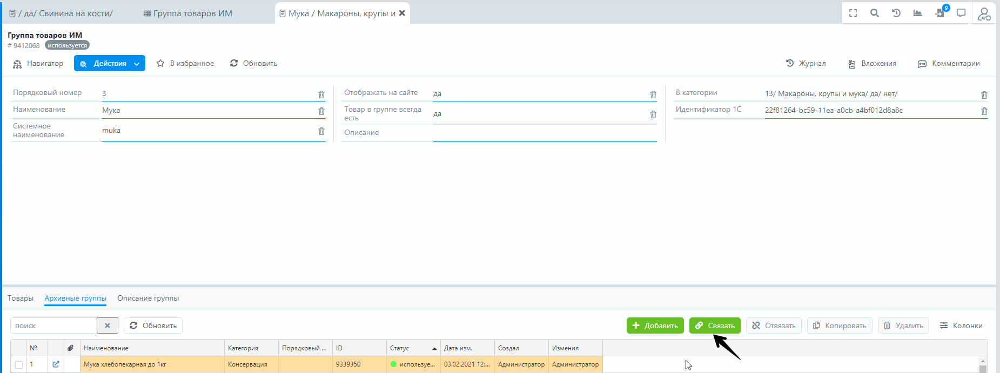 / да/ Свинина на кости/
Группа товаров ИМ
Мука / Макароны, крупы и
9
Группа товаров ИМ
# 9412068 используется
Навигатор Действия В избранное Обновить Журнал Вложения Комментарии
Порядковый номер 3
Наименование Мука
Системное
наименование
muka
Отображать на сайте да
Товар в группе всегда
есть
да
Описание
В категории 13/ Макароны, крупы и мука/ да/ нет/
Идентификатор 1С 22f81264-bc59-11ea-a0cb-a4bf012d8a8c
Товары Архивные группы Описание группы
поиск Обновить Добавить Связать Отвязать Копировать Удалить Колонки
№ Наименование Категория Порядковый ... ID Статус Дата изм. Создал Изменил
1 Мука хлебопекарная до 1кг Консервация 9339350 используе... 03.02.2021 12:... Администратор Администратор